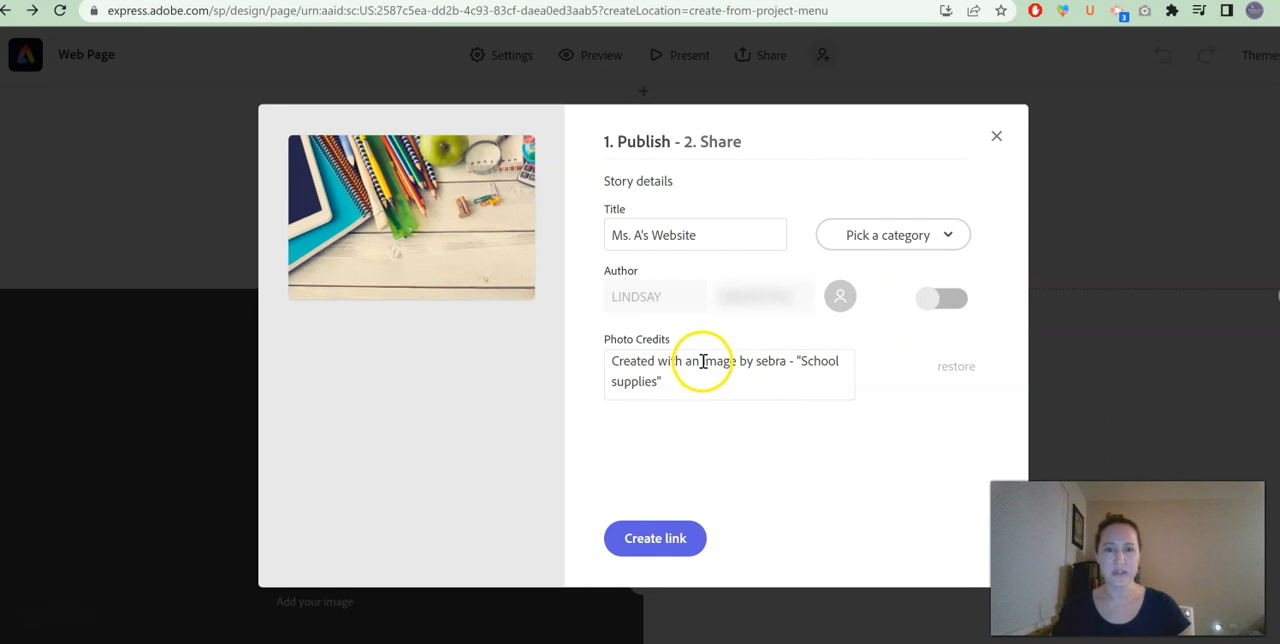 express.adobe.com/sp/design/page/urn:aaid:sc:US:2587c5ea-dd2b-4c93-83cf-daea0ed3aab5?createLocation=create-from-project-menu
3
Web Page
Settings
Preview
Present
Share
Theme
1. Publish - 2. Share
Story details
Title
Ms. A's Website
Pick a category
Author
LINDSAY
Photo Credits
Created with an image by sebra - "School
supplies"
restore
Create link
Add your image